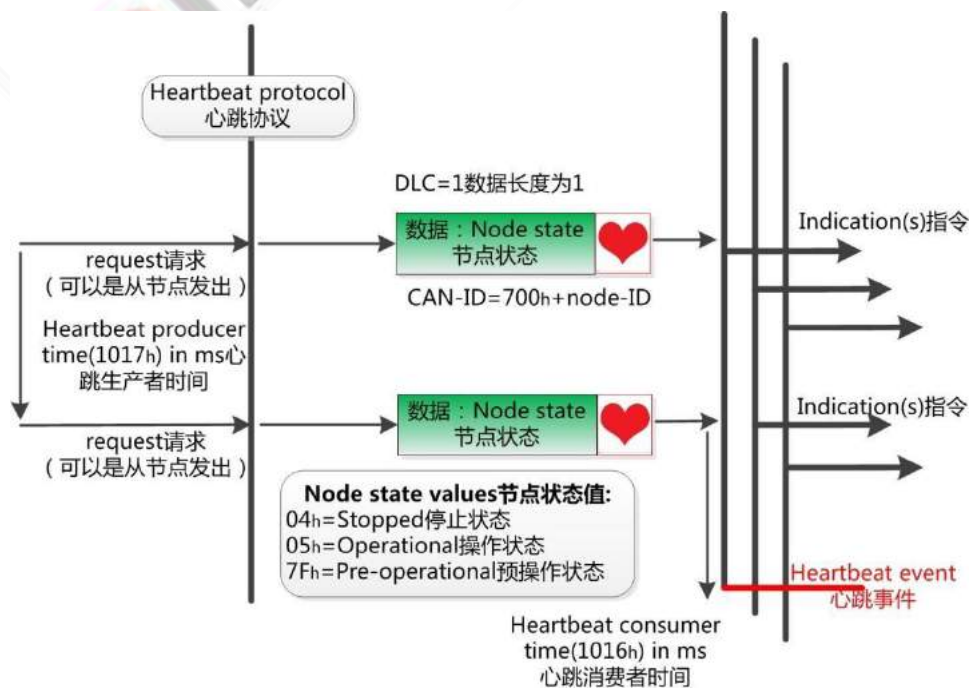 Heartbeat protocol
心跳协议
DLC=1数据长度为1
数据：Node state
节点状态
Indication(s)指令
request请求
（可以是从节点发出）
CAN-ID=700h+node-ID
Heartbeat producer
time(1017h) in ms心
跳生产者时间
数据：Node state
节点状态
Indication(s)指令
request请求
（可以是从节点发出）
Node state values节点状态值:
04h=Stopped停止状态
05h=Operational操作状态
7Fh=Pre-operational预操作状态
Heartbeat event
心跳事件
Heartbeat consumer
time(1016h) in ms
心跳消费者时间